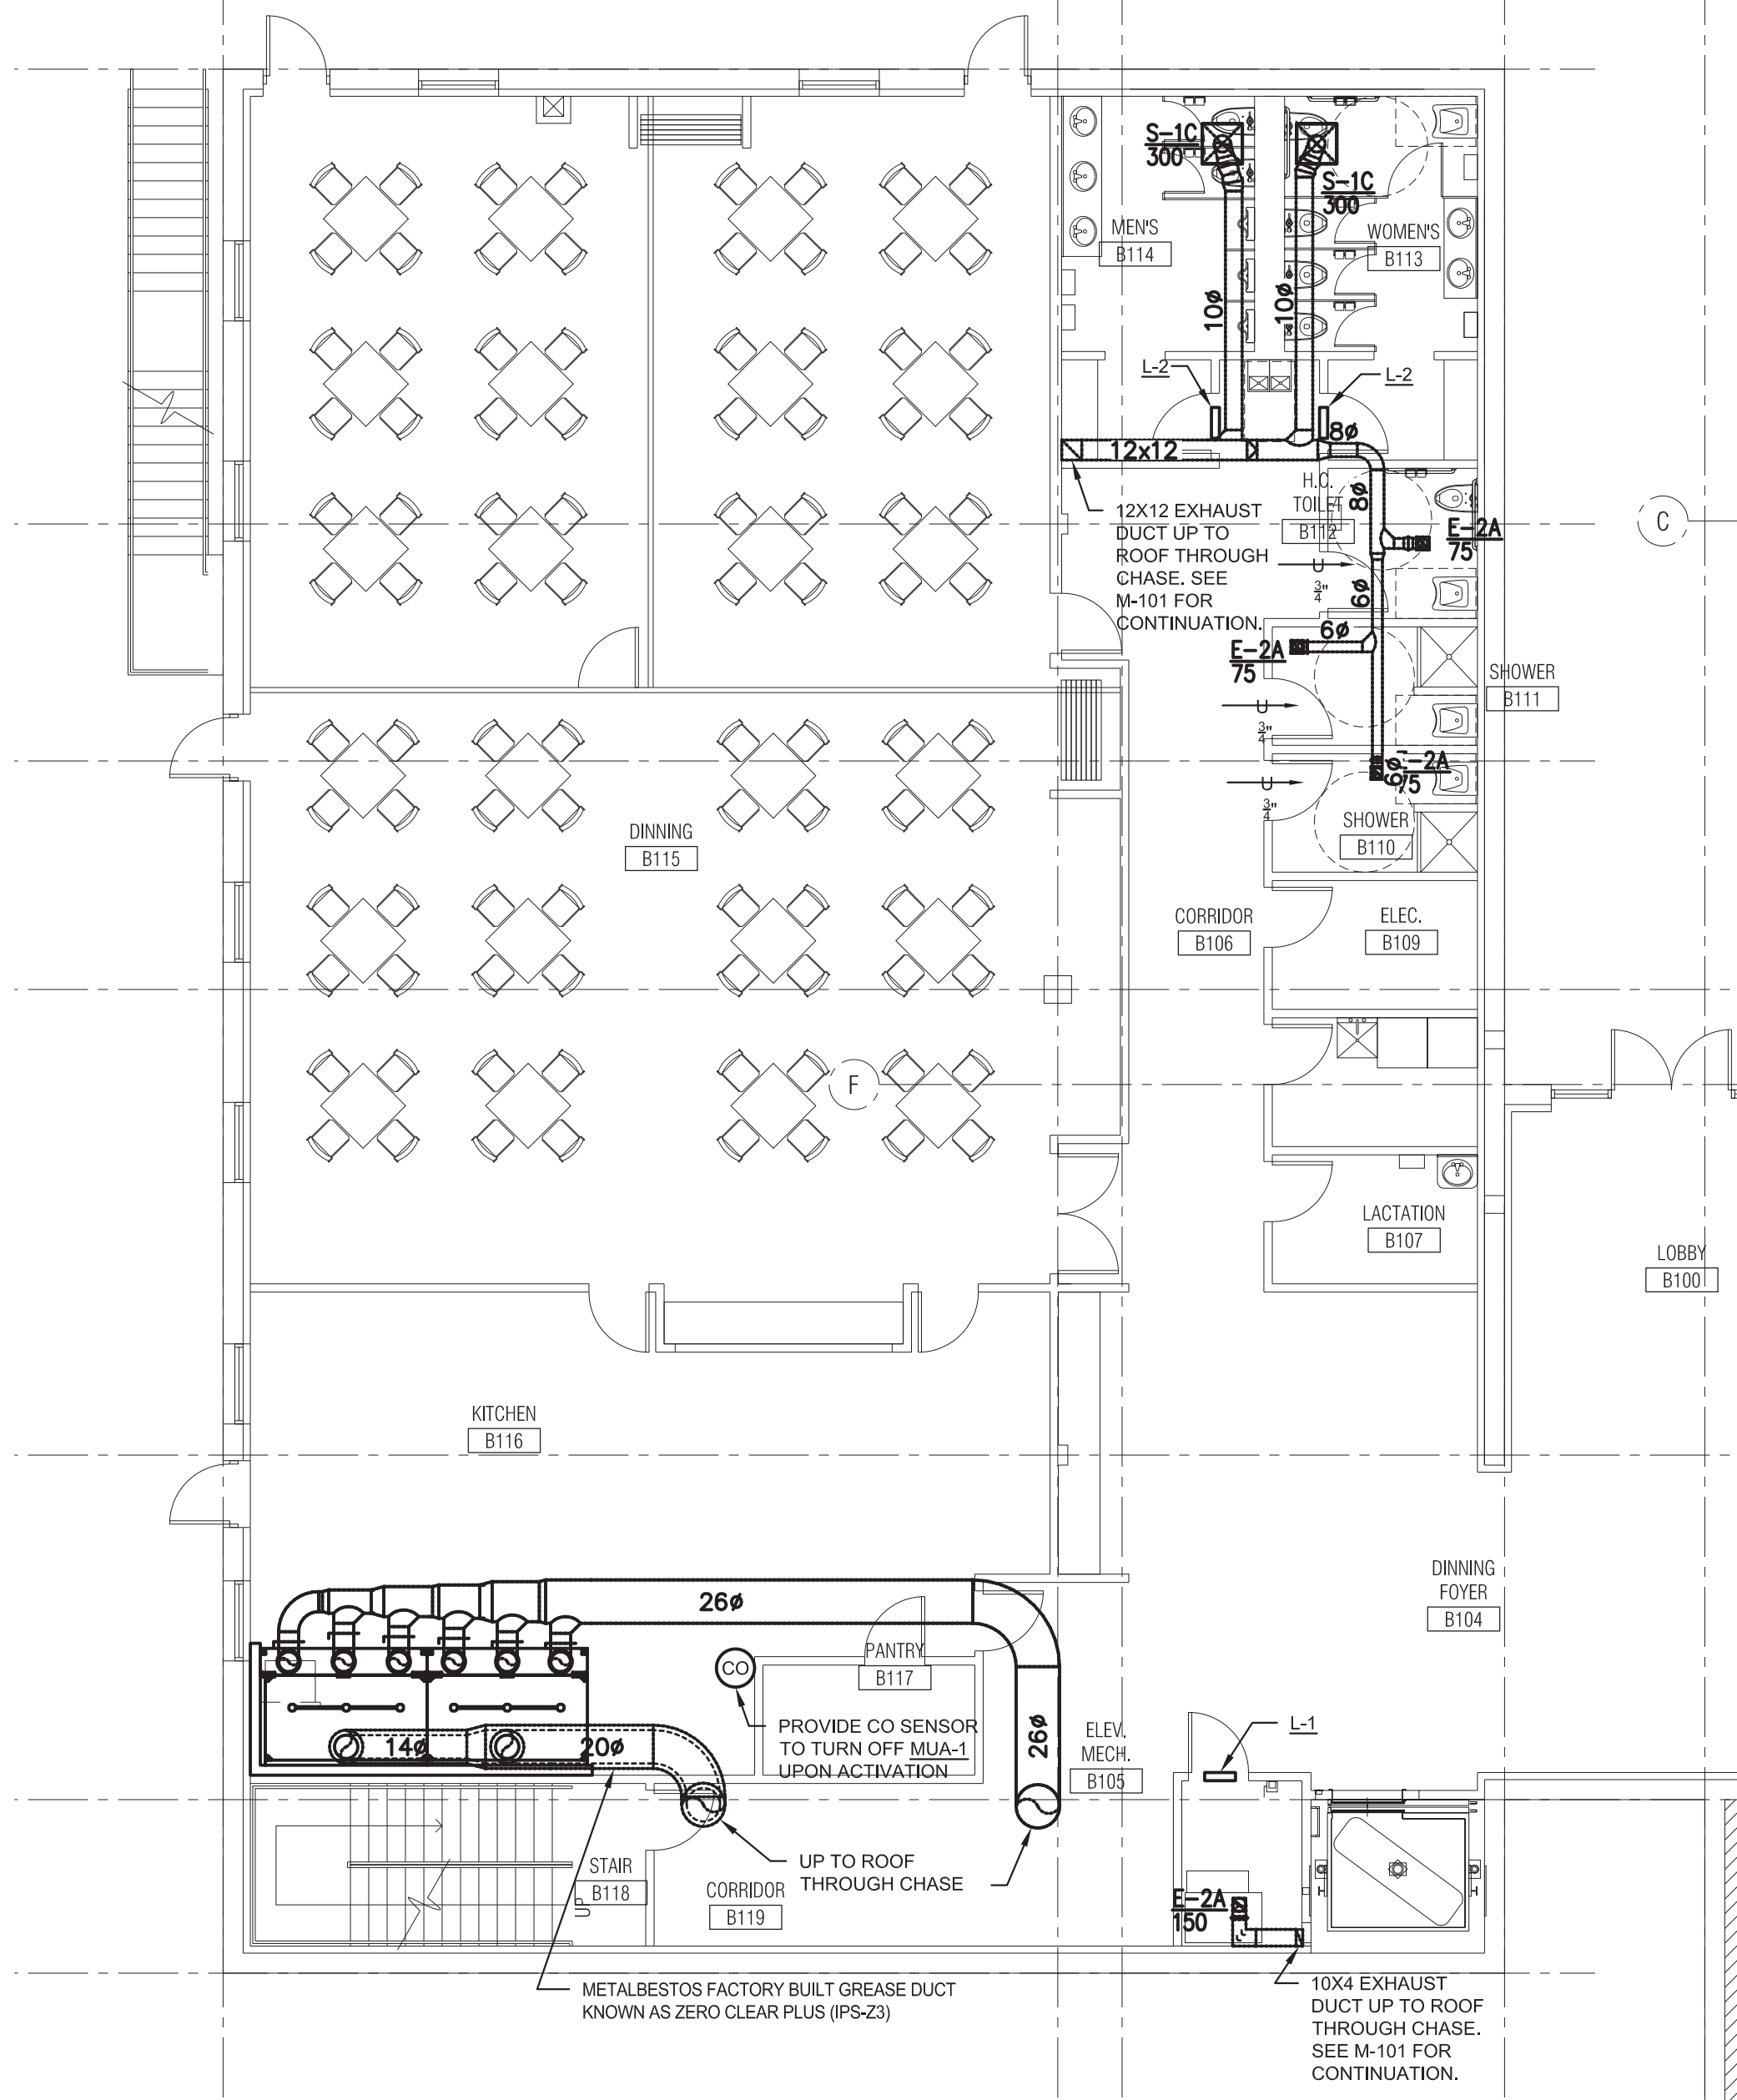 S-1C
300
S-1C
300
MEN'S
B114
WOMEN'S
B113
10ø
10ø
L-2
L-2
12x12
8ø
8ø
H.C.
TOILET
B112
12X12 EXHAUST
DUCT UP TO
ROOF THROUGH
CHASE. SEE
M-101 FOR
CONTINUATION.
E-2A
75
C
U
3/4"
6ø
6ø
E-2A
75
SHOWER
B111
U
3/4"
E-2A
75
6ø
U
3/4"
SHOWER
B110
DINNING
B115
CORRIDOR
B106
ELEC.
B109
F
LACTATION
B107
LOBBY
B100
KITCHEN
B116
DINNING
FOYER
B104
26ø
PANTRY
B117
CO
PROVIDE CO SENSOR
TO TURN OFF MUA-1
UPON ACTIVATION
26ø
ELEV.
MECH.
B105
L-1
14ø
20ø
UP TO ROOF
THROUGH CHASE
STAIR
B118
UP
CORRIDOR
B119
E-2A
150
METALBESTOS FACTORY BUILT GREASE DUCT
KNOWN AS ZERO CLEAR PLUS (IPS-Z3)
10X4 EXHAUST
DUCT UP TO ROOF
THROUGH CHASE.
SEE M-101 FOR
CONTINUATION.